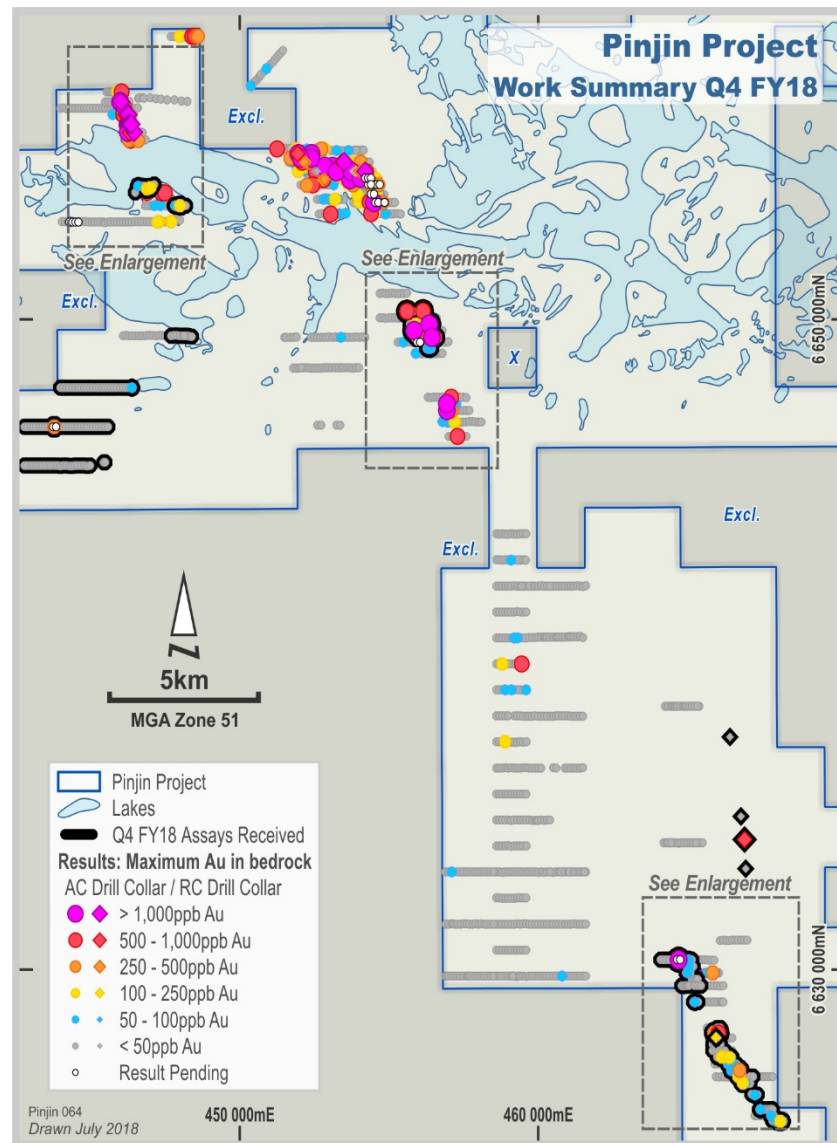 Pinjin Project
Work Summary Q4 FY18
Excl.
See Enlargement
See Enlargement
Excl.
6 650 000mN
X
Excl.
Excl.
N
5km
MGA Zone 51
Pinjin Project
Lakes
Q4 FY18 Assays Received
Results: Maximum Au in bedrock
AC Drill Collar / RC Drill Collar
> 1,000ppb Au
500 - 1,000ppb Au
250 - 500ppb Au
100 - 250ppb Au
50 - 100ppb Au
< 50ppb Au
Result Pending
See Enlargement
6 630 000mN
Pinjin 064
Drawn July 2018
450 000mE
460 000mE